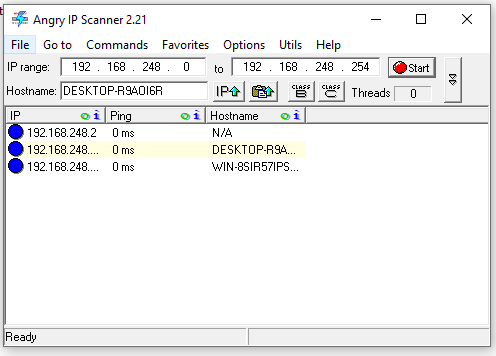 Angry IP Scanner 2.21
File Go to Commands Favorites Options Utils Help
IP range: 192 . 168 . 248 . 0 to 192 . 168 . 248 . 254 Start
Hostname: DESKTOP-R9AOI6R IP CLASS B CLASS C Threads 0
IP Ping Hostname
192.168.248.2 0 ms N/A
192.168.248.... 0 ms DESKTOP-R9A...
192.168.248.... 0 ms WIN-8SIR57IPS...
Ready